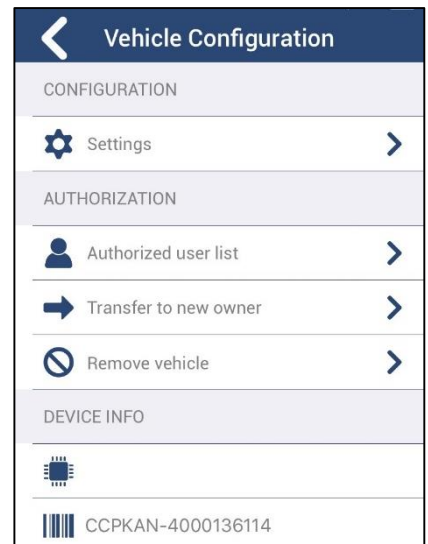 Vehicle Configuration
CONFIGURATION
Settings
AUTHORIZATION
Authorized user list
Transfer to new owner
Remove vehicle
DEVICE INFO
CCPKAN-4000136114